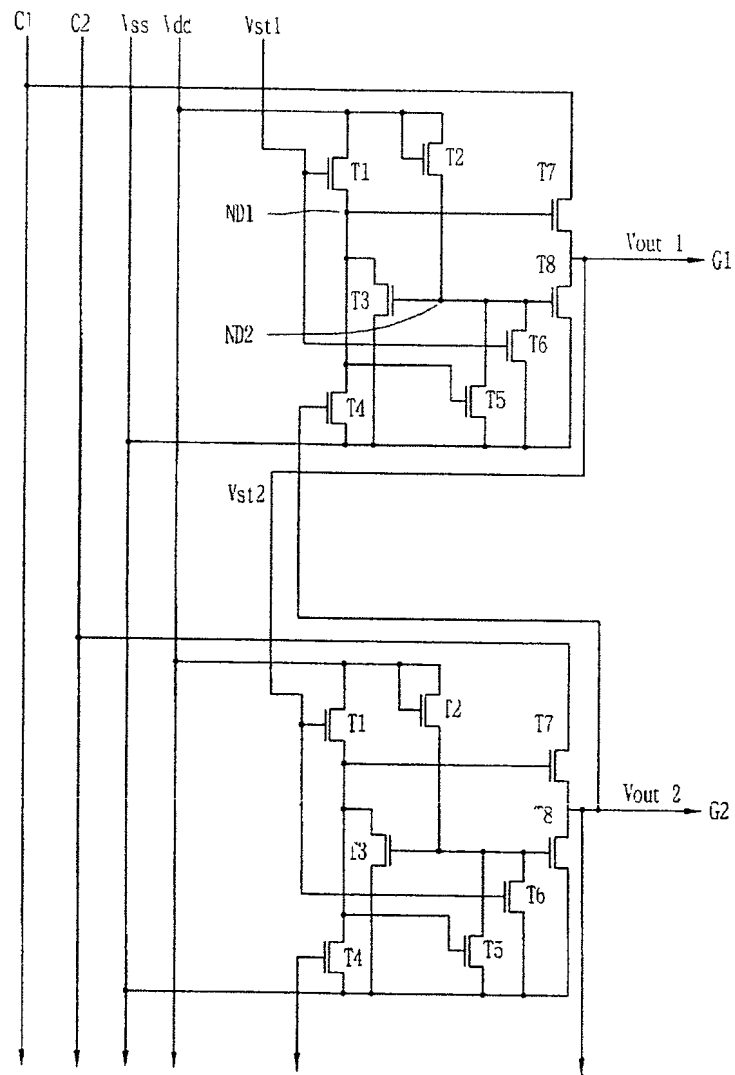 C1 C2 Vss Vdd Vst1
T1 T2 T7
ND1
Vout 1 G1
T8
T3
ND2
T6
T4 T5
Vst2
T1 T2 T7
Vout 2 G2
T8
T3
T6
T4 T5